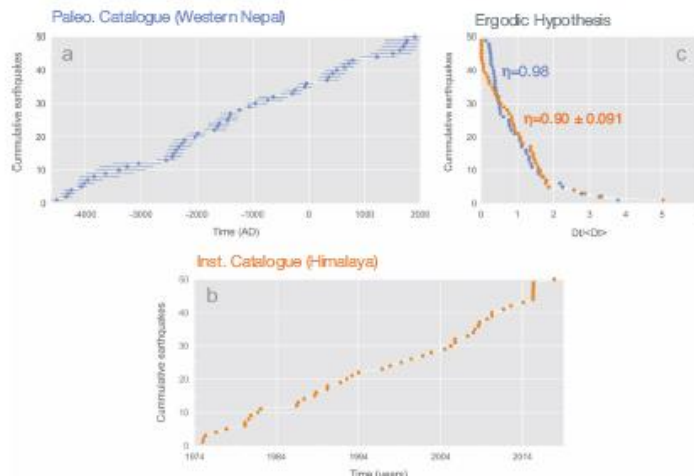 Paleo. Catalogue (Western Nepal)
Ergodic Hypothesis
50
40
30
20
10
0
Cummulative earthquakes
a
-4000
-3000
-2000
-1000
0
1000
2000
Time (AD)
50
40
30
20
10
0
Cummulative earthquakes
c
η=0.98
η=0.90 ± 0.091
0
1
2
3
4
5
Dt/<Dt>
Inst. Catalogue (Himalaya)
50
40
30
20
10
0
Cummulative earthquakes
b
1974
1984
1994
2004
2014
Time (years)